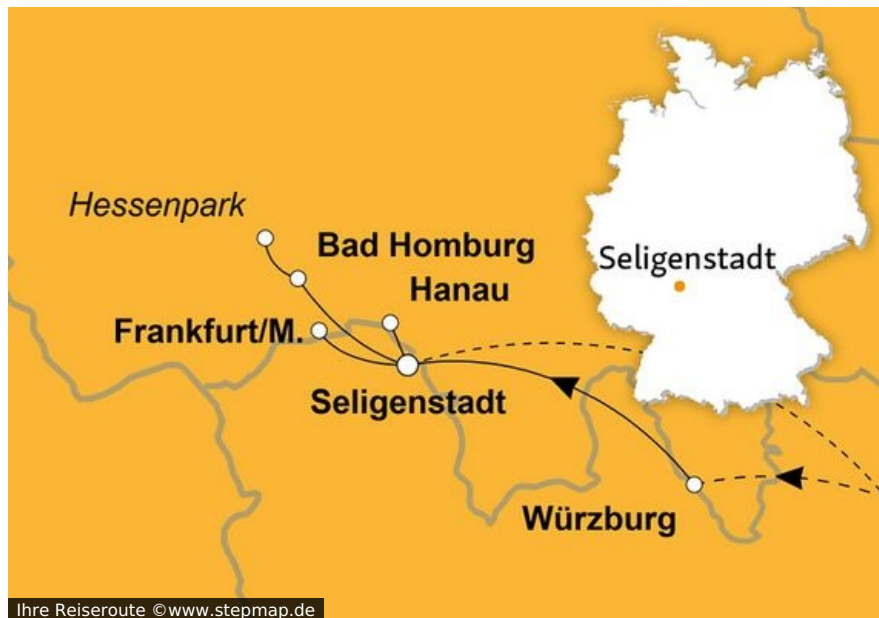 Hessenpark
Bad Homburg
Hanau
Seligenstadt
Frankfurt/M.
Seligenstadt
Würzburg
Ihre Reiseroute ©www.stepmap.de